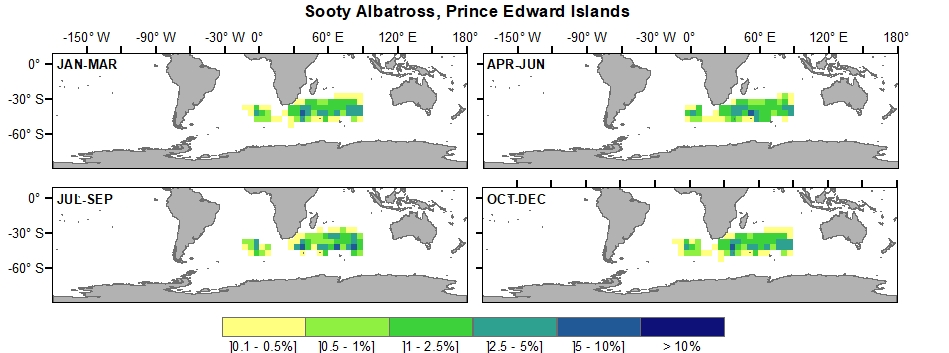 Sooty Albatross, Prince Edward Islands
-150° W -90° W -30° W 0° 60° E 120° E 180° -150° W -90° W -30° W 0° 60° E 120° E 180°
0° JAN-MAR APR-JUN
-30° S
-60° S
0° JUL-SEP OCT-DEC
-30° S
-60° S
]0.1 - 0.5%] ]0.5 - 1%] ]1 - 2.5%] ]2.5 - 5%] ]5 - 10%] > 10%